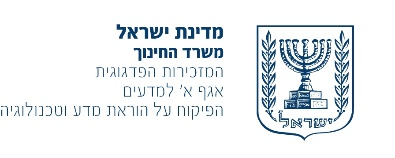 מדינת ישראל
משרד החינוך
המזכירות הפדגוגית
אגף א׳ למדעים
הפיקוח על הוראת מדע וטכנולוגיה
ישראל